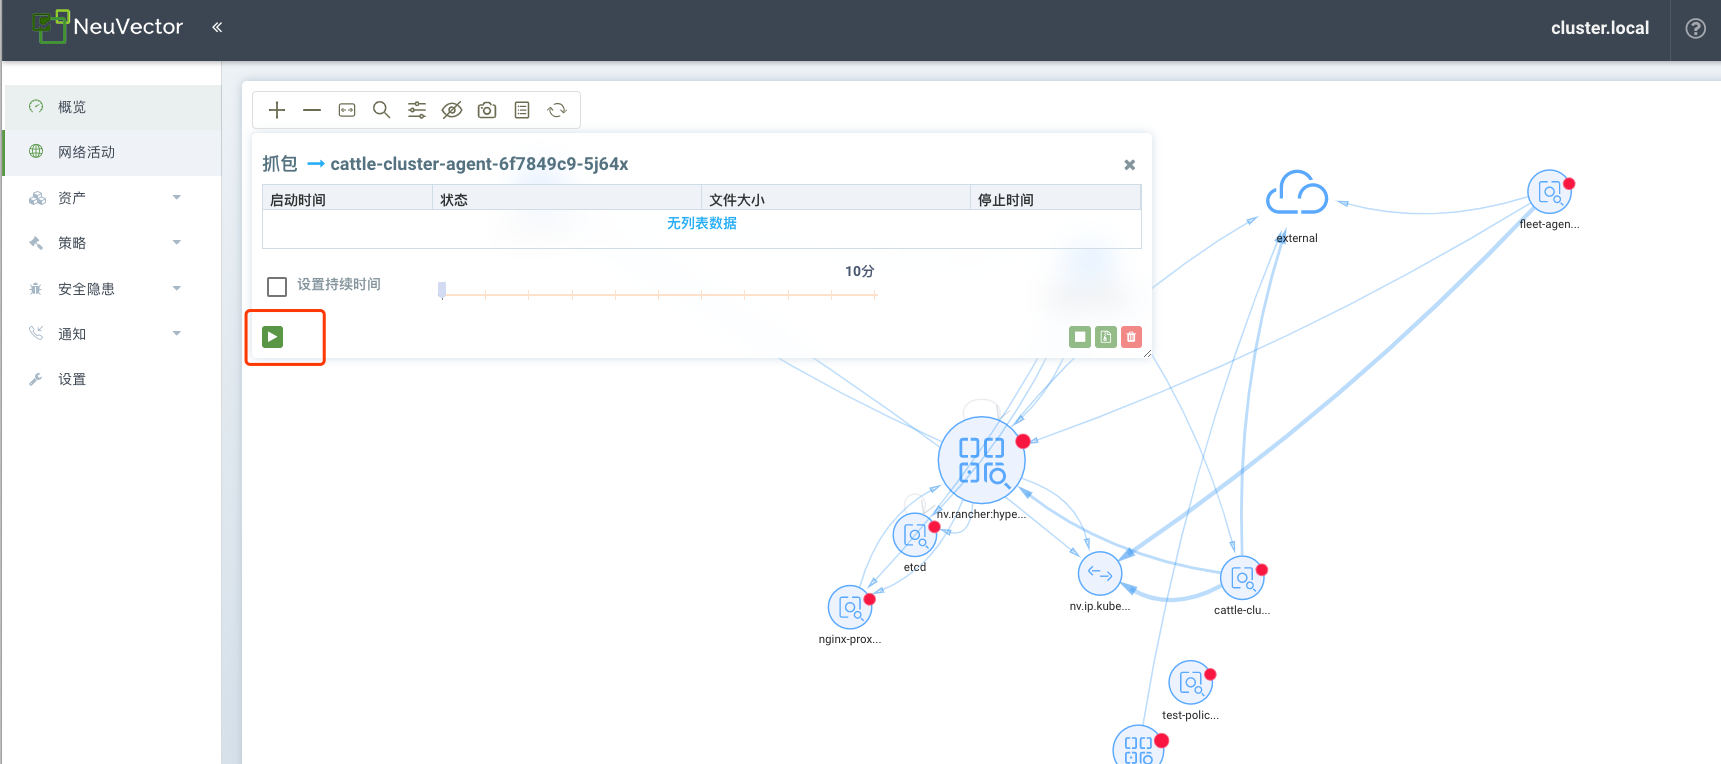 NeuVector
cluster.local
概览
网络活动
资产
策略
安全隐患
通知
设置
抓包 cattle-cluster-agent-6f7849c9-5j64x
启动时间 状态 文件大小 停止时间
无列表数据
设置持续时间
10分
external
fleet-agen...
nv.rancher:hype...
etcd
nginx-prox...
nv.ip.kube...
cattle-clu...
test-polic...